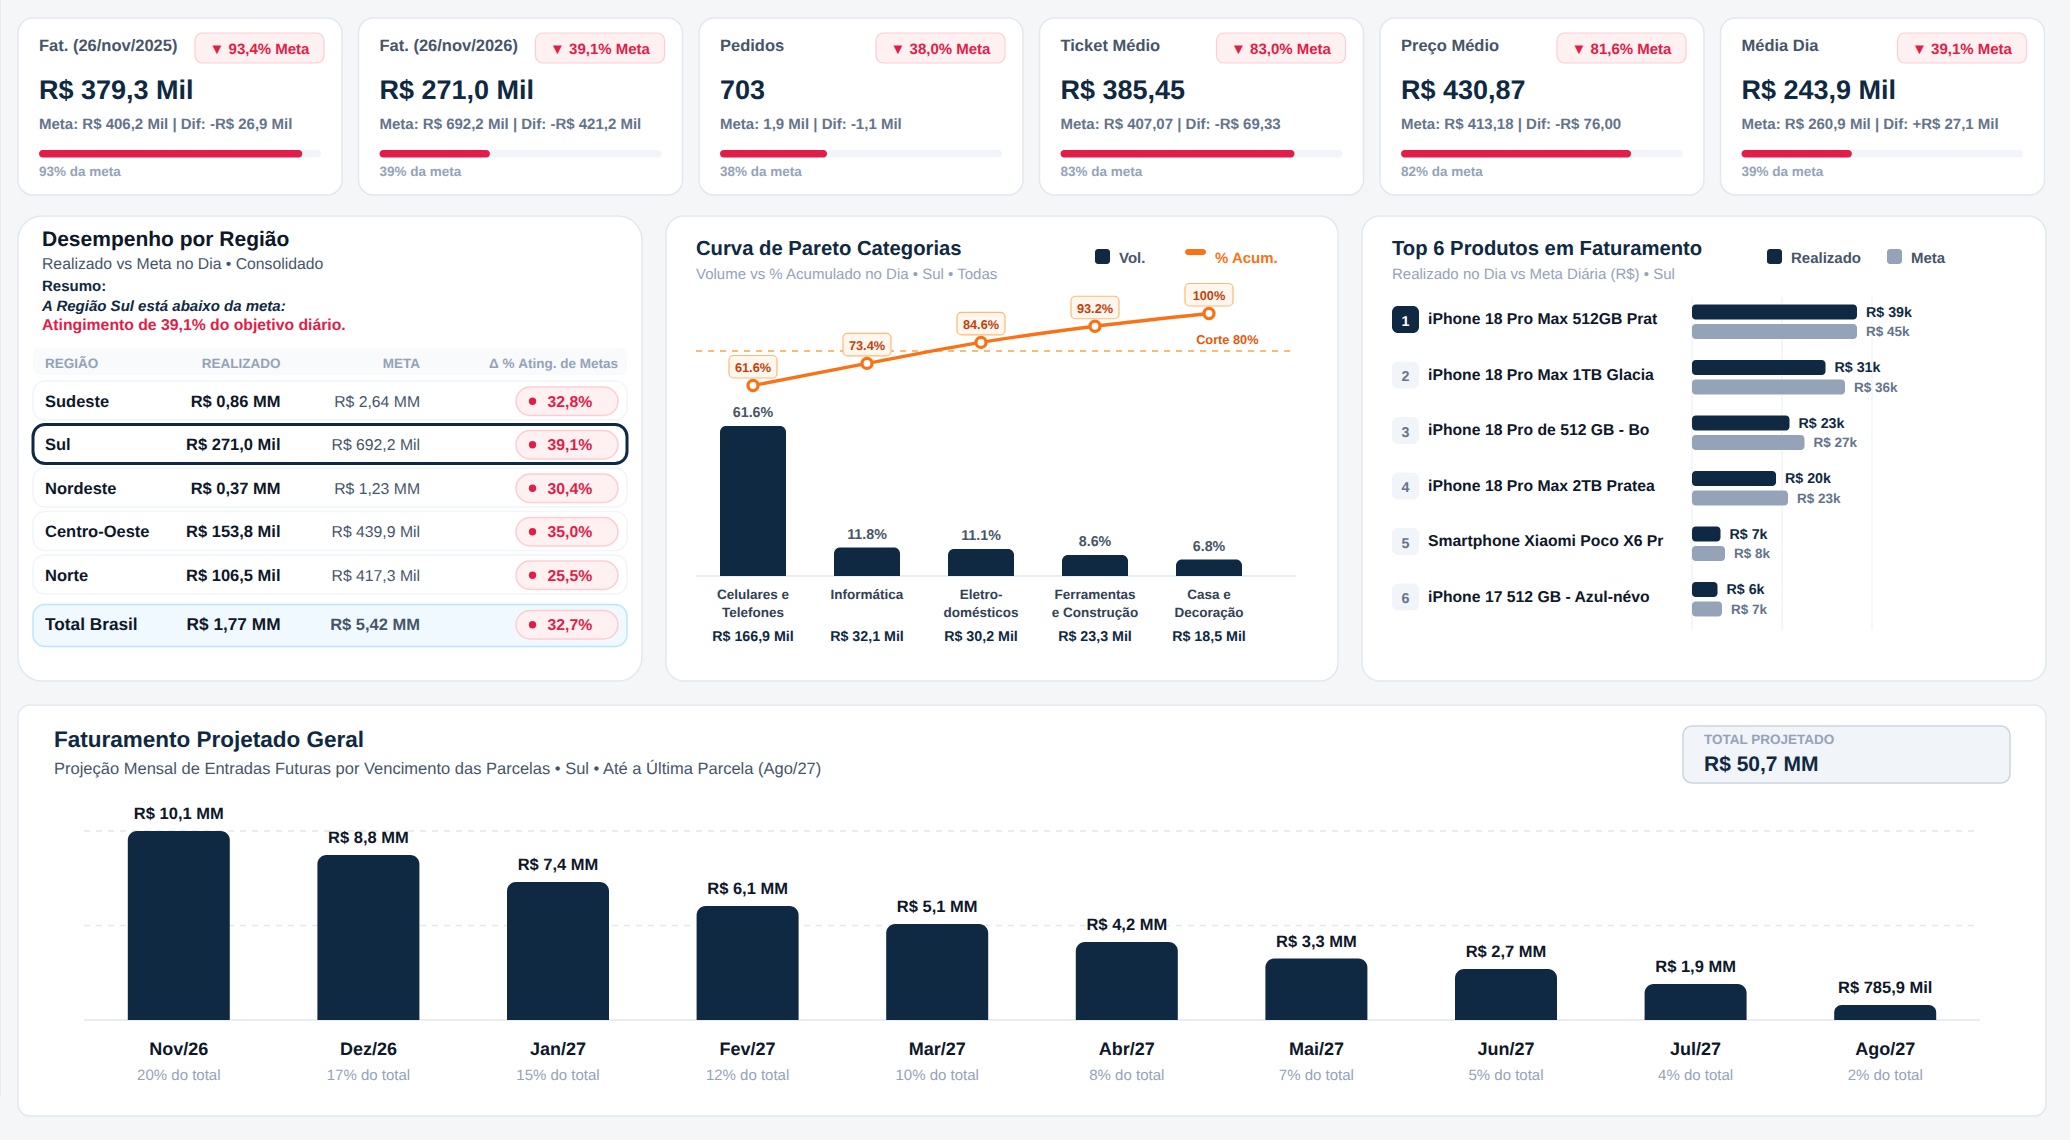 Fat. (26/nov/2025) ▼ 93,4% Meta
R$ 379,3 Mil
Meta: R$ 406,2 Mil | Dif: -R$ 26,9 Mil
93% da meta
Fat. (26/nov/2026) ▼ 39,1% Meta
R$ 271,0 Mil
Meta: R$ 692,2 Mil | Dif: -R$ 421,2 Mil
39% da meta
Pedidos ▼ 38,0% Meta
703
Meta: 1,9 Mil | Dif: -1,1 Mil
38% da meta
Ticket Médio ▼ 83,0% Meta
R$ 385,45
Meta: R$ 407,07 | Dif: -R$ 69,33
83% da meta
Preço Médio ▼ 81,6% Meta
R$ 430,87
Meta: R$ 413,18 | Dif: -R$ 76,00
82% da meta
Média Dia ▼ 39,1% Meta
R$ 243,9 Mil
Meta: R$ 260,9 Mil | Dif: +R$ 27,1 Mil
39% da meta
Desempenho por Região
Realizado vs Meta no Dia • Consolidado
Resumo:
A Região Sul está abaixo da meta:
Atingimento de 39,1% do objetivo diário.
REGIÃO REALIZADO META Δ % Ating. de Metas
Sudeste R$ 0,86 MM R$ 2,64 MM 32,8%
Sul R$ 271,0 Mil R$ 692,2 Mil 39,1%
Nordeste R$ 0,37 MM R$ 1,23 MM 30,4%
Centro-Oeste R$ 153,8 Mil R$ 439,9 Mil 35,0%
Norte R$ 106,5 Mil R$ 417,3 Mil 25,5%
Total Brasil R$ 1,77 MM R$ 5,42 MM 32,7%
Curva de Pareto Categorias
Volume vs % Acumulado no Dia • Sul • Todas
Vol. % Acum.
61.6% 73.4% 84.6% 93.2% 100%
Corte 80%
61.6% 11.8% 11.1% 8.6% 6.8%
Celulares e Telefones
R$ 166,9 Mil
Informática
R$ 32,1 Mil
Eletro-
domésticos
R$ 30,2 Mil
Ferramentas
e Construção
R$ 23,3 Mil
Casa e
Decoração
R$ 18,5 Mil
Top 6 Produtos em Faturamento
Realizado no Dia vs Meta Diária (R$) • Sul
Realizado Meta
1 iPhone 18 Pro Max 512GB Prat R$ 39k
R$ 45k
2 iPhone 18 Pro Max 1TB Glacia R$ 31k
R$ 36k
3 iPhone 18 Pro de 512 GB - Bo R$ 23k
R$ 27k
4 iPhone 18 Pro Max 2TB Pratea R$ 20k
R$ 23k
5 Smartphone Xiaomi Poco X6 Pr R$ 7k
R$ 8k
6 iPhone 17 512 GB - Azul-névo R$ 6k
R$ 7k
Faturamento Projetado Geral
Projeção Mensal de Entradas Futuras por Vencimento das Parcelas • Sul • Até a Última Parcela (Ago/27)
TOTAL PROJETADO
R$ 50,7 MM
R$ 10,1 MM R$ 8,8 MM R$ 7,4 MM R$ 6,1 MM R$ 5,1 MM R$ 4,2 MM R$ 3,3 MM R$ 2,7 MM R$ 1,9 MM R$ 785,9 Mil
Nov/26 Dez/26 Jan/27 Fev/27 Mar/27 Abr/27 Mai/27 Jun/27 Jul/27 Ago/27
20% do total 17% do total 15% do total 12% do total 10% do total 8% do total 7% do total 5% do total 4% do total 2% do total